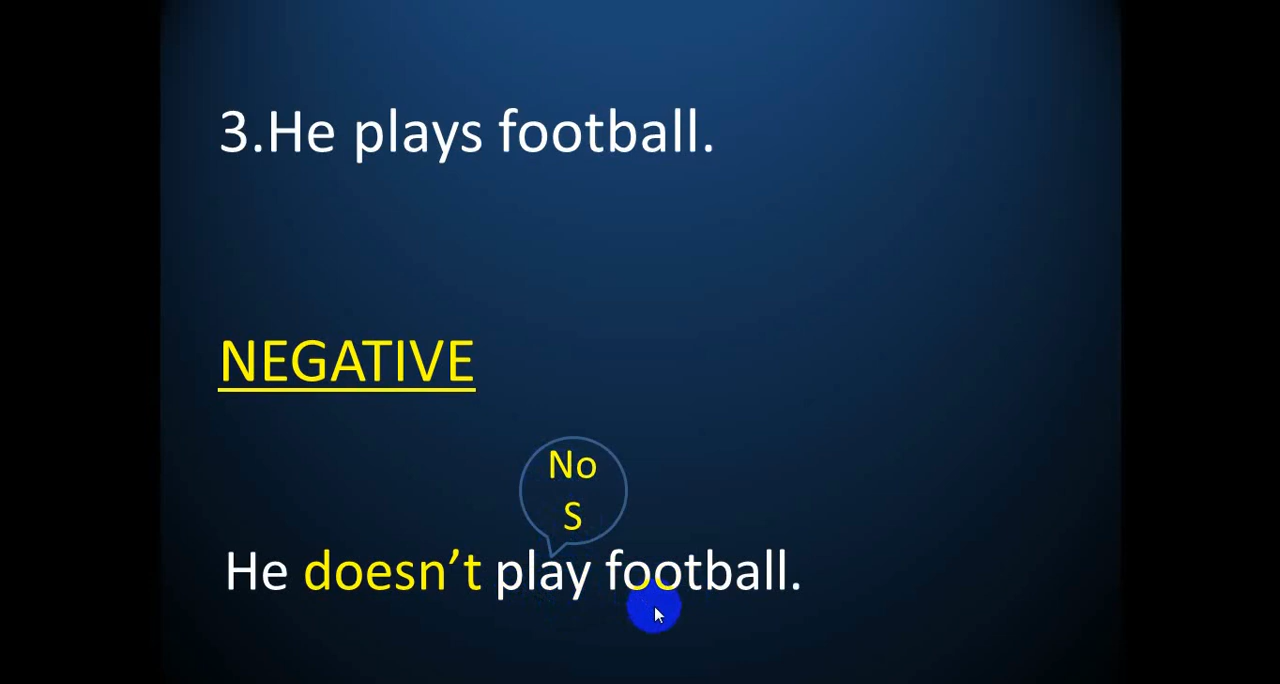 3.He plays football.
NEGATIVE
No
S
He doesn’t play football.